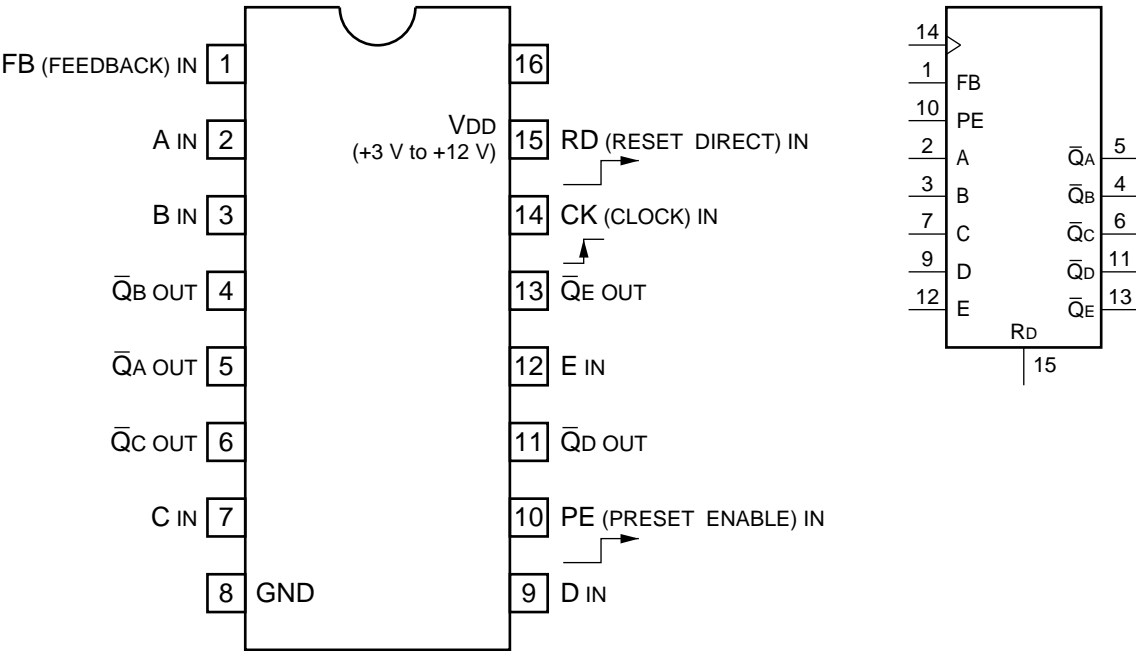 FB (FEEDBACK) IN 1
A IN 2
B IN 3
Q̅B OUT 4
Q̅A OUT 5
Q̅C OUT 6
C IN 7
8 GND
16
VDD
(+3 V to +12 V)
15 RD (RESET DIRECT) IN
14 CK (CLOCK) IN
13 Q̅E OUT
12 E IN
11 Q̅D OUT
10 PE (PRESET ENABLE) IN
9 D IN
14
1 FB
10 PE
2 A Q̅A 5
3 B Q̅B 4
7 C Q̅C 6
9 D Q̅D 11
12 E Q̅E 13
RD
15